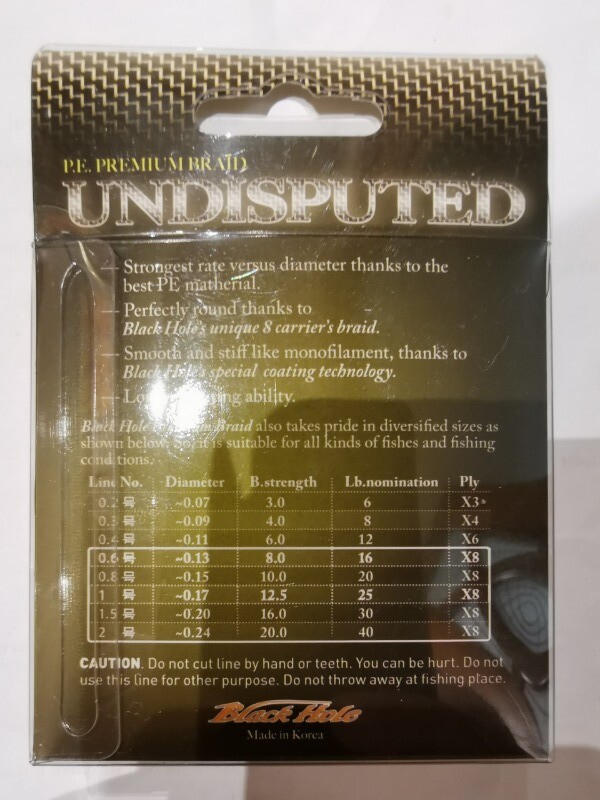 P.E. PREMIUM BRAID
UNDISPUTED
– Strongest rate versus diameter thanks to the
best PE matherial.
– Perfectly round thanks to
Black Hole's unique 8 carrier's braid.
– Smooth and stiff like monofilament, thanks to
Black Hole's special coating technology.
– ability.
Black Hole Braid also takes pride in diversified sizes as
shown below. it is suitable for all kinds of fishes and fishing
conditions.
Line No. Diameter B.strength Lb.nomination Ply
0.2 号 ~0.07 3.0 6 X3
0.3 号 ~0.09 4.0 8 X4
0.4 号 ~0.11 6.0 12 X6
0.6 号 ~0.13 8.0 16 X8
0.8 号 ~0.15 10.0 20 X8
1 号 ~0.17 12.5 25 X8
1.5 号 ~0.20 16.0 30 X8
2 号 ~0.24 20.0 40 X8
CAUTION. Do not cut line by hand or teeth. You can be hurt. Do not
use this line for other purpose. Do not throw away at fishing place.
Black Hole
Made in Korea